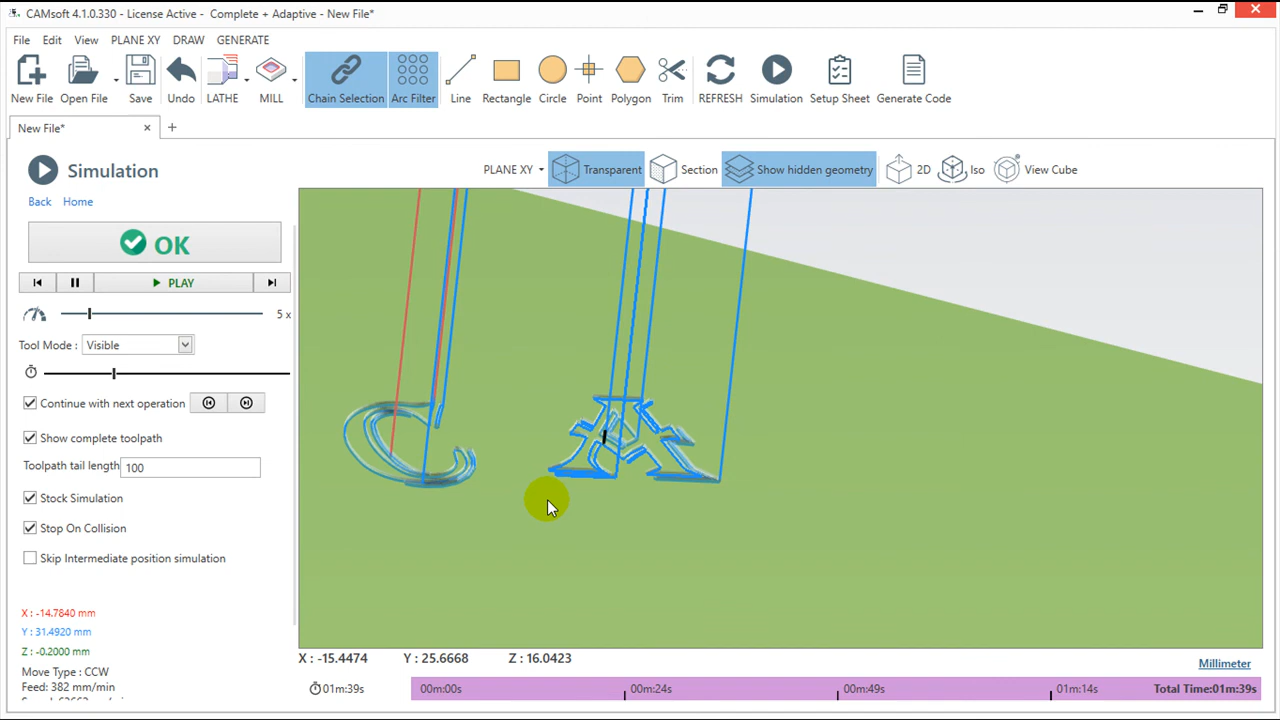 CAMsoft 4.1.0.330 - License Active - Complete + Adaptive - New File*
File Edit View PLANE XY DRAW GENERATE
New File Open File Save Undo LATHE MILL Chain Selection Arc Filter Line Rectangle Circle Point Polygon Trim REFRESH Simulation Setup Sheet Generate Code
New File*
Simulation
PLANE XY Transparent Section Show hidden geometry 2D Iso View Cube
Back Home
OK
PLAY
5 x
Tool Mode : Visible
Continue with next operation
Show complete toolpath
Toolpath tail length 100
Stock Simulation
Stop On Collision
Skip Intermediate position simulation
X : -14.7840 mm
Y : 31.4920 mm
Z : -0.2000 mm
Move Type : CCW
Feed: 382 mm/min
X : -15.4474 Y : 25.6668 Z : 16.0423
Millimeter
01m:39s 00m:00s 00m:24s 00m:49s 01m:14s Total Time:01m:39s
CA